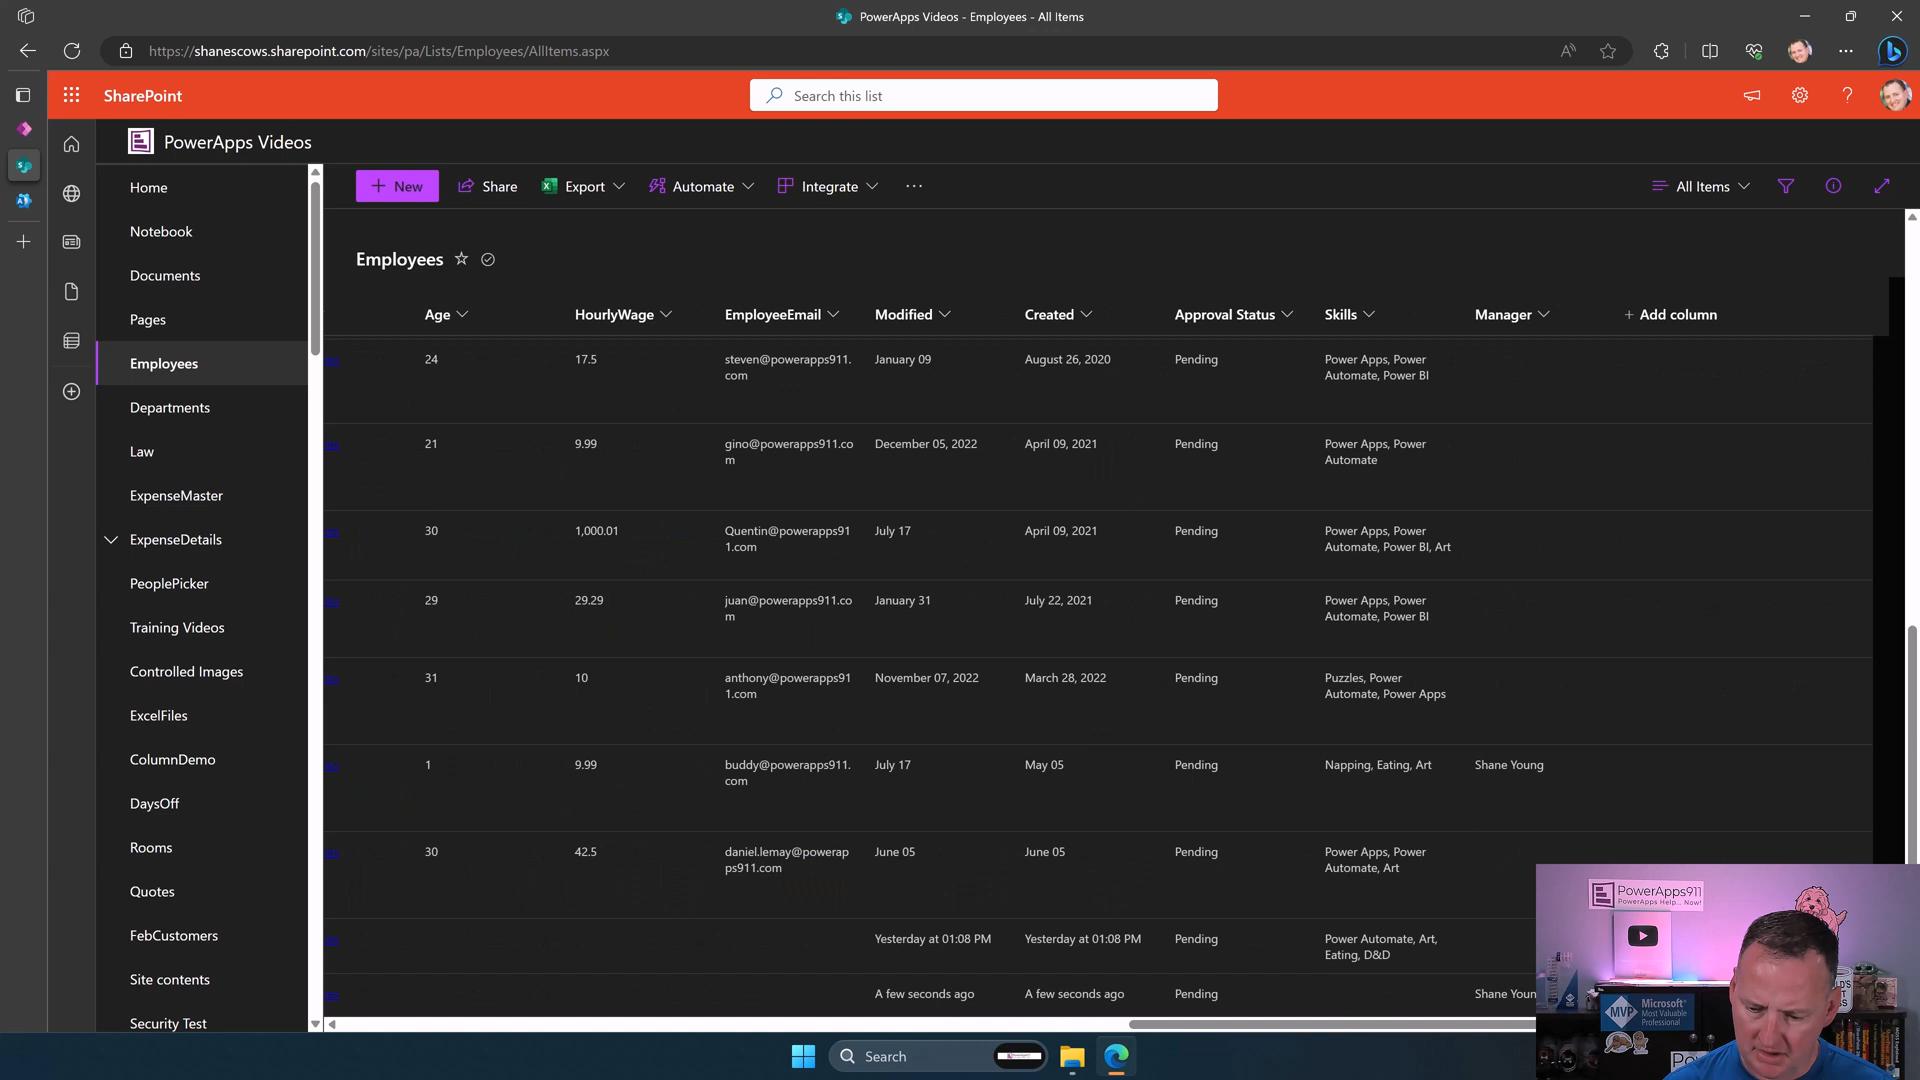 PowerApps Videos - Employees - All Items
https://shanescows.sharepoint.com/sites/pa/Lists/Employees/AllItems.aspx
SharePoint
Search this list
PowerApps Videos
Home
Notebook
Documents
Pages
Employees
Departments
Law
ExpenseMaster
ExpenseDetails
PeoplePicker
Training Videos
Controlled Images
ExcelFiles
ColumnDemo
DaysOff
Rooms
Quotes
FebCustomers
Site contents
Security Test
New Share Export Automate Integrate All Items
Employees
Age HourlyWage EmployeeEmail Modified Created Approval Status Skills Manager + Add column
24 17.5 steven@powerapps911. January 09 August 26, 2020 Pending Power Apps, Power
com Automate, Power BI
21 9.99 gino@powerapps911.co December 05, 2022 April 09, 2021 Pending Power Apps, Power
m Automate
30 1,000.01 Quentin@powerapps91 July 17 April 09, 2021 Pending Power Apps, Power
1.com Automate, Power BI, Art
29 29.29 juan@powerapps911.co January 31 July 22, 2021 Pending Power Apps, Power
m Automate, Power BI
31 10 anthony@powerapps91 November 07, 2022 March 28, 2022 Pending Puzzles, Power
1.com Automate, Power Apps
1 9.99 buddy@powerapps911. July 17 May 05 Pending Napping, Eating, Art Shane Young
com
30 42.5 daniel.lemay@powerap June 05 June 05 Pending Power Apps, Power
ps911.com Automate, Art
Yesterday at 01:08 PM Yesterday at 01:08 PM Pending Power Automate, Art,
Eating, D&D
A few seconds ago A few seconds ago Pending Shane Youn
PowerApps911
PowerApps Help... Now!
Microsoft
MVP Most Valuable
Professional
Search